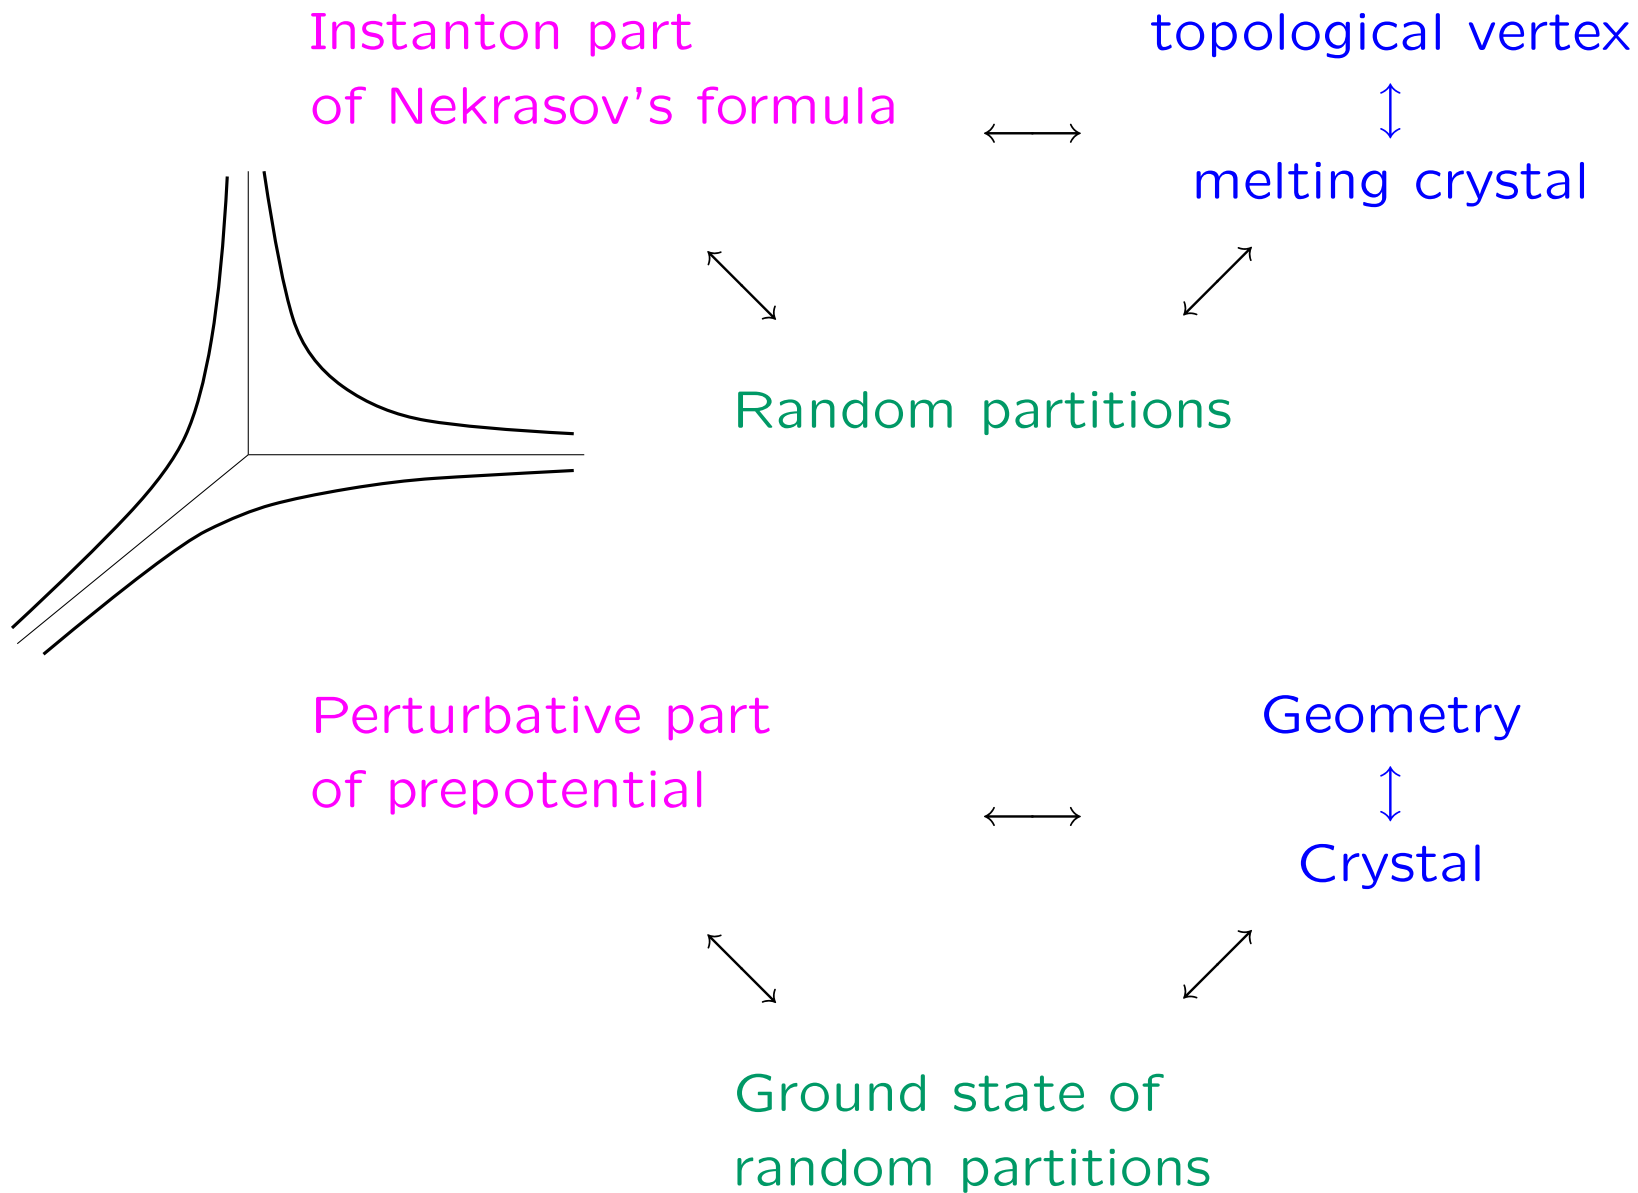 Instanton part
of Nekrasov’s formula
topological vertex
melting crystal
Random partitions
Perturbative part
of prepotential
Geometry
Crystal
Ground state of
random partitions